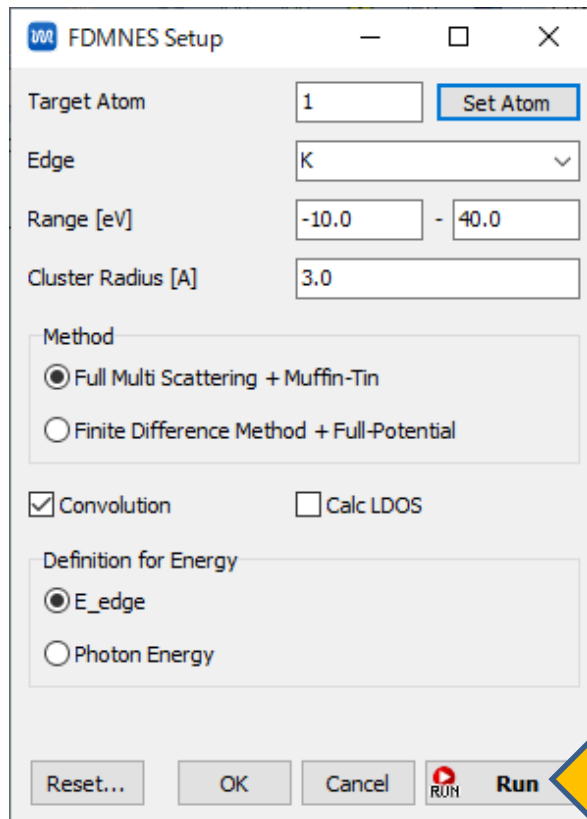 FDMNES Setup
Target Atom 1 Set Atom
Edge K
Range [eV] -10.0 - 40.0
Cluster Radius [A] 3.0
Method
Full Multi Scattering + Muffin-Tin
Finite Difference Method + Full-Potential
Convolution Calc LDOS
Definition for Energy
E_edge
Photon Energy
Reset... OK Cancel RUN Run